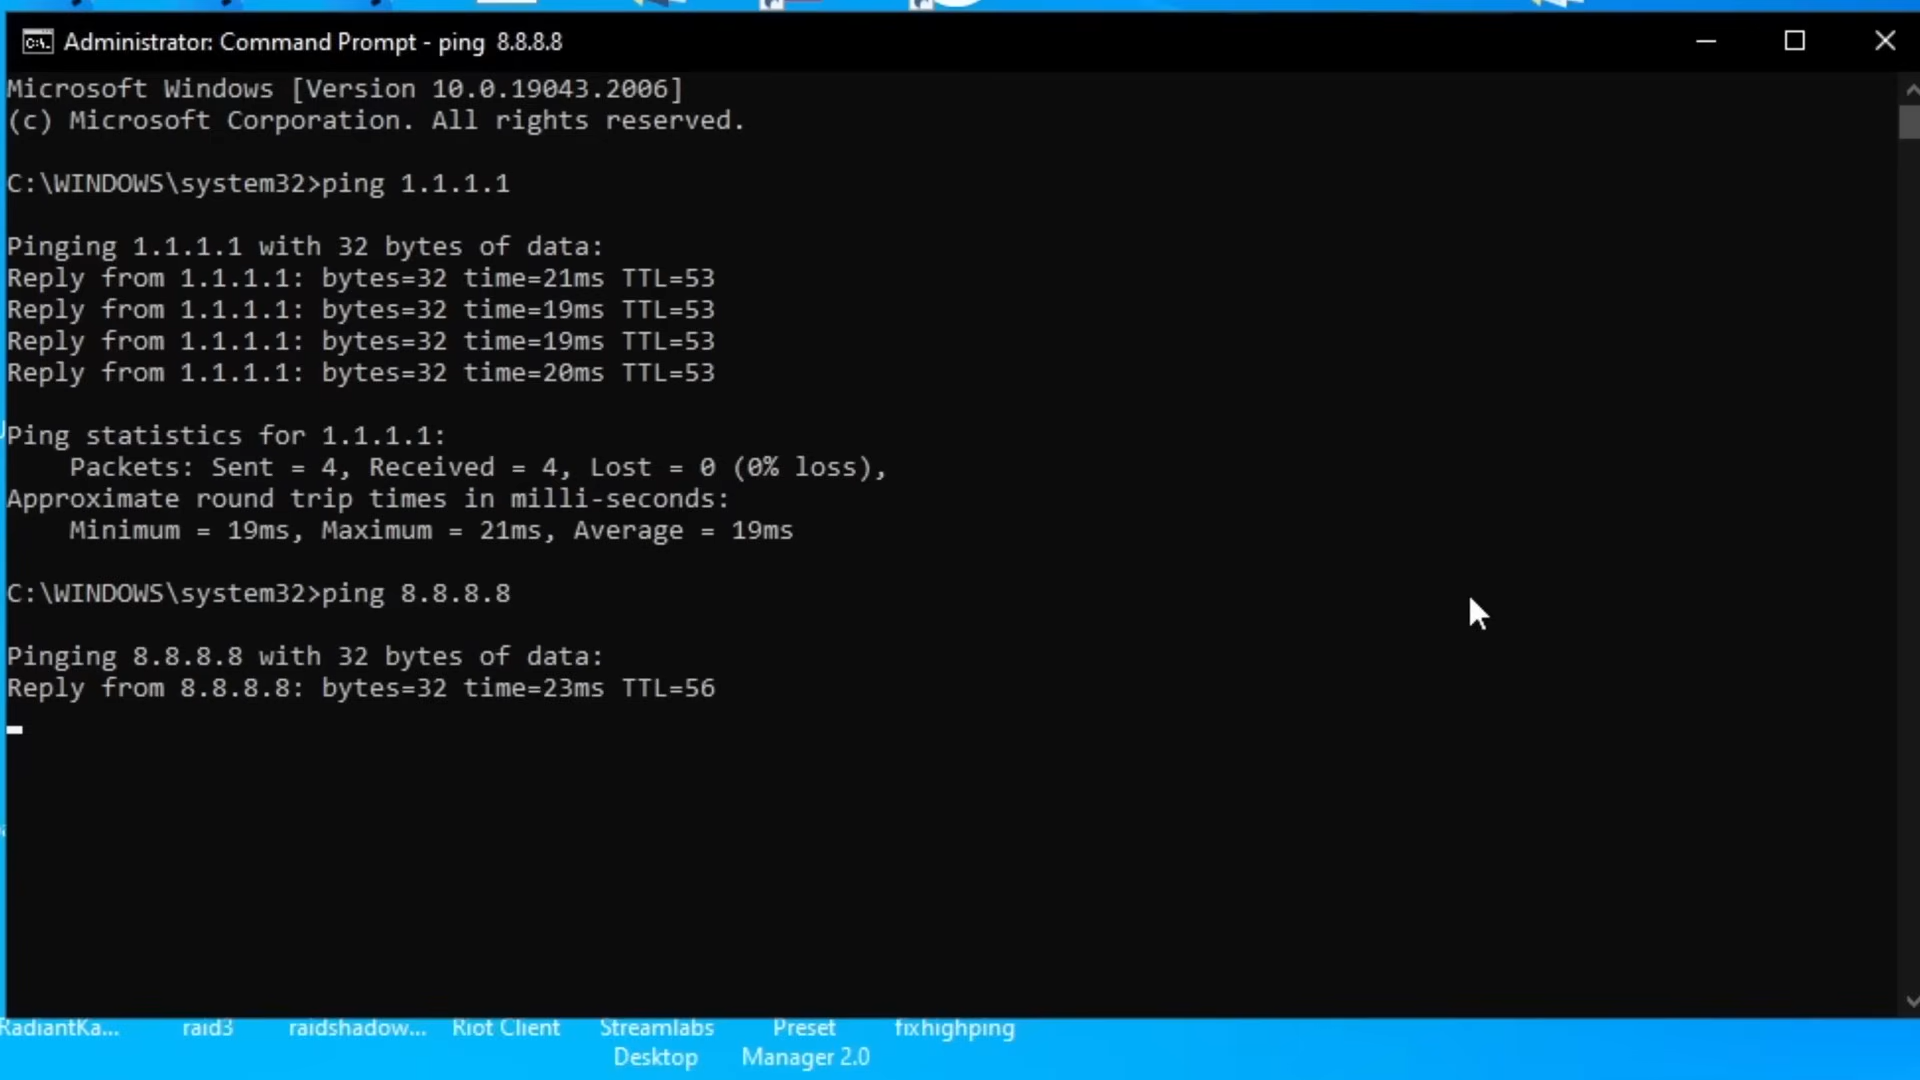 Administrator: Command Prompt - ping  8.8.8.8
Microsoft Windows [Version 10.0.19043.2006]
(c) Microsoft Corporation. All rights reserved.
C:\WINDOWS\system32>ping 1.1.1.1
Pinging 1.1.1.1 with 32 bytes of data:
Reply from 1.1.1.1: bytes=32 time=21ms TTL=53
Reply from 1.1.1.1: bytes=32 time=19ms TTL=53
Reply from 1.1.1.1: bytes=32 time=19ms TTL=53
Reply from 1.1.1.1: bytes=32 time=20ms TTL=53
Ping statistics for 1.1.1.1:
    Packets: Sent = 4, Received = 4, Lost = 0 (0% loss),
Approximate round trip times in milli-seconds:
    Minimum = 19ms, Maximum = 21ms, Average = 19ms
C:\WINDOWS\system32>ping 8.8.8.8
Pinging 8.8.8.8 with 32 bytes of data:
Reply from 8.8.8.8: bytes=32 time=23ms TTL=56
RadiantKa... raid3 raidshadow... Riot Client Streamlabs Preset fixhighping
Desktop Manager 2.0